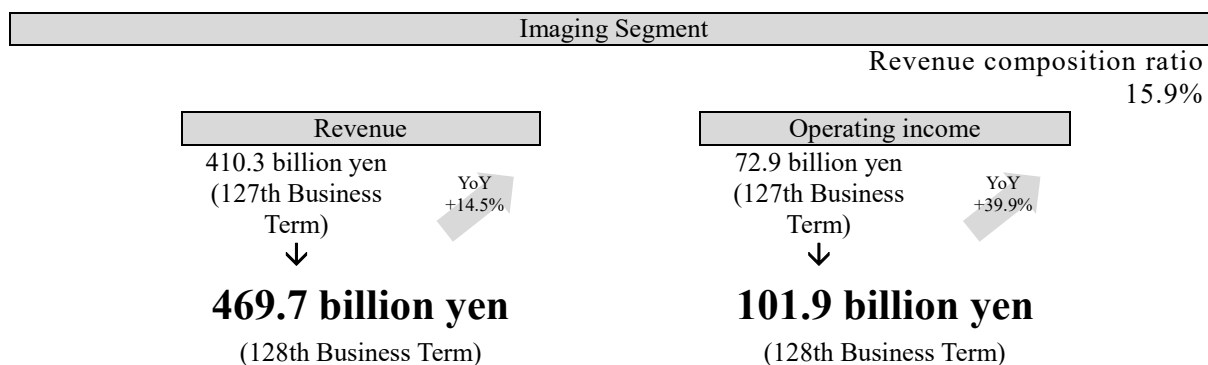 Imaging Segment
Revenue composition ratio
15.9%
Revenue
410.3 billion yen
(127th Business
Term)
YoY
+14.5%
↓
469.7 billion yen
(128th Business Term)
Operating income
72.9 billion yen
(127th Business
Term)
YoY
+39.9%
↓
101.9 billion yen
(128th Business Term)